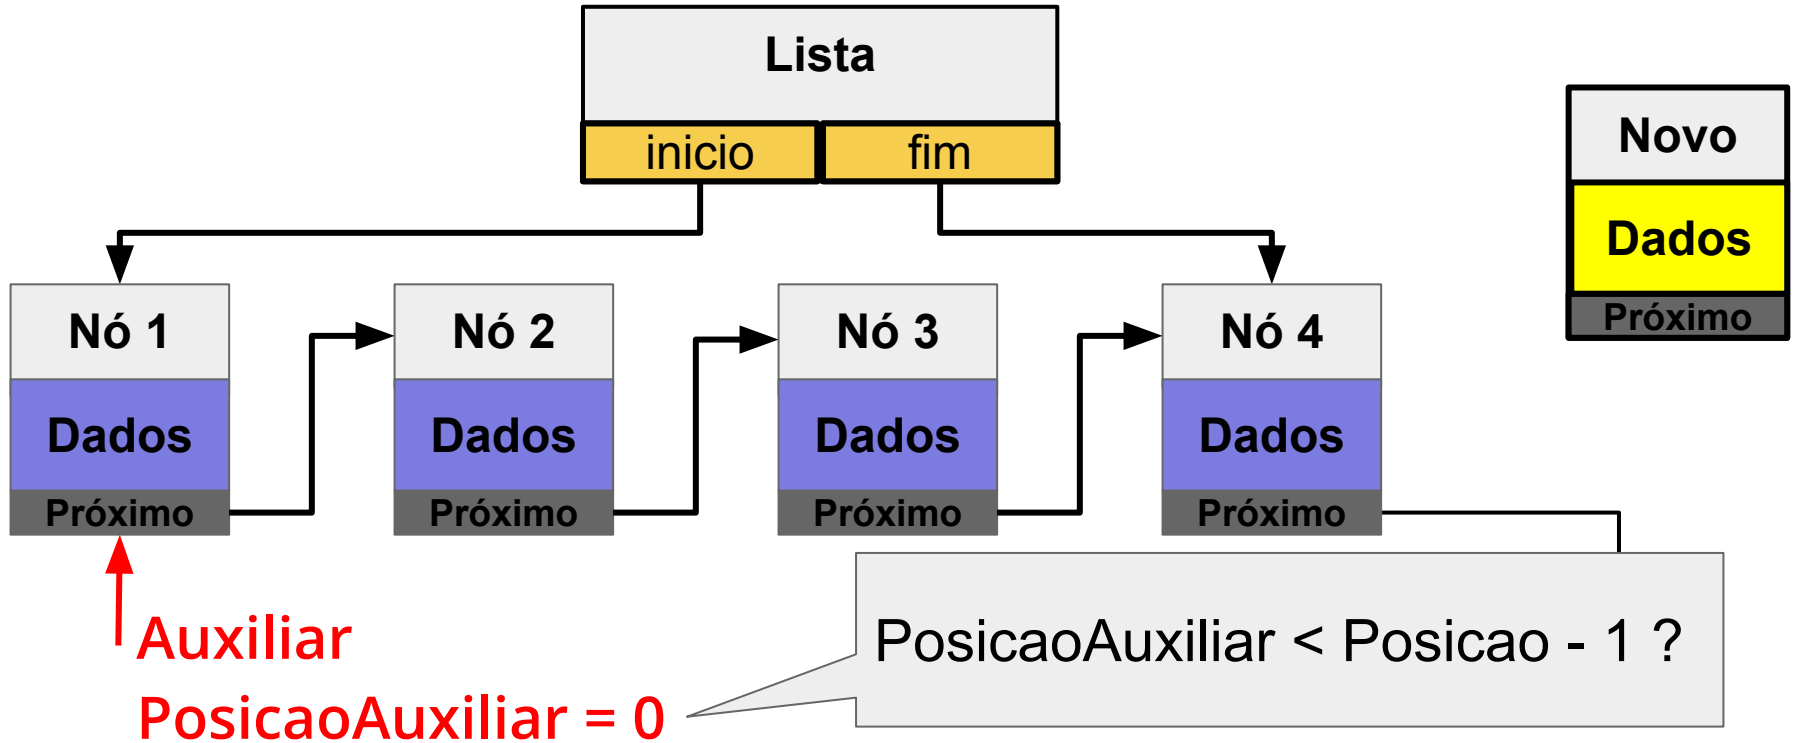 Lista
inicio
fim
Novo
Dados
Próximo
Nó 1
Nó 2
Nó 3
Nó 4
Dados
Dados
Dados
Dados
Próximo
Próximo
Próximo
Próximo
Auxiliar
PosicaoAuxiliar = 0
PosicaoAuxiliar < Posicao - 1 ?